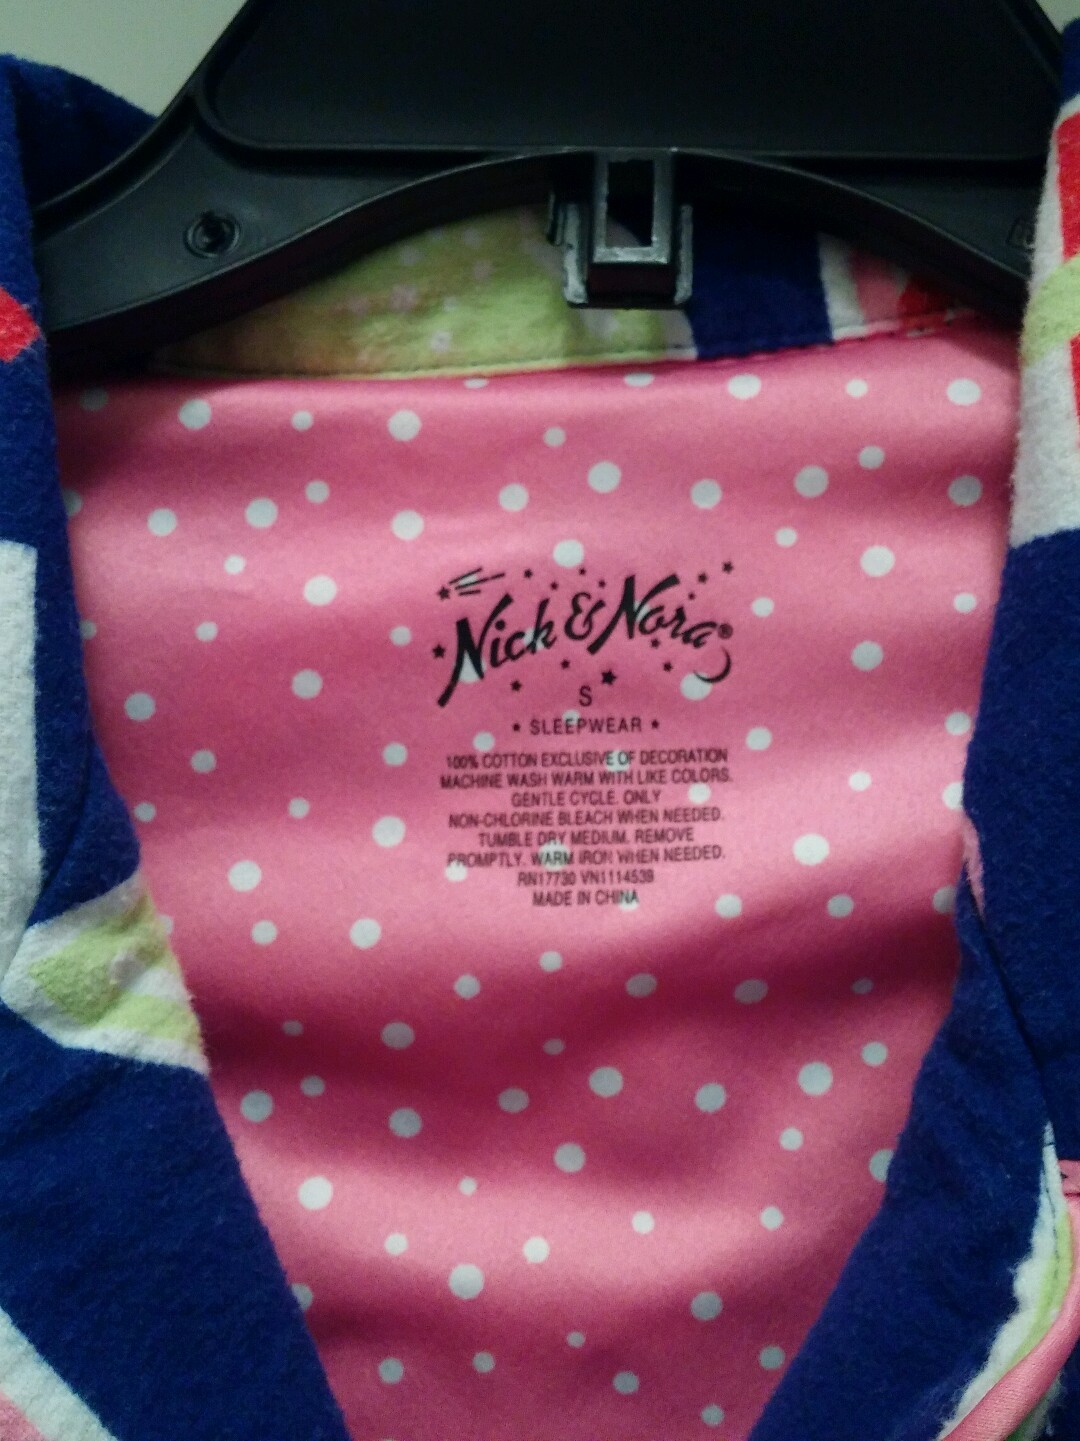 Nick & Nora®
S
★ SLEEPWEAR ★
100% COTTON EXCLUSIVE OF DECORATION
MACHINE WASH WARM WITH LIKE COLORS.
GENTLE CYCLE. ONLY
NON-CHLORINE BLEACH WHEN NEEDED.
TUMBLE DRY MEDIUM. REMOVE
PROMPTLY. WARM IRON WHEN NEEDED.
RN17730 VN1114539
MADE IN CHINA